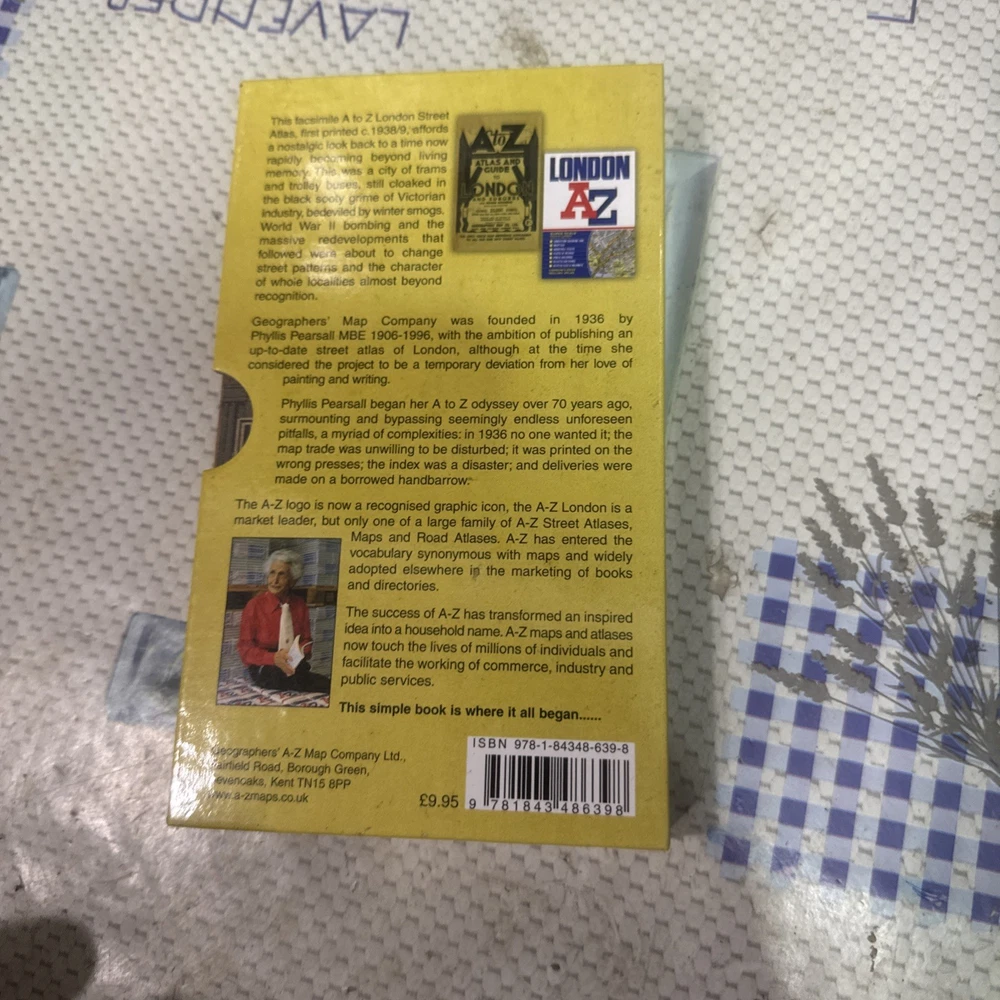 LAVENDER
This facsimile A to Z London Street
Atlas, first printed c.1938/9, affords
a nostalgic look back to a time now
rapidly becoming beyond living
memory. This was a city of trams
and trolley buses, still cloaked in
the black sooty grime of Victorian
industry, bedeviled by winter smogs.
World War II bombing and the
massive redevelopments that
followed were about to change
street patterns and the character
of whole localities almost beyond
recognition.
A to Z
ATLAS AND
GUIDE
TO
LONDON
AND SUBURBS
LONDON
AZ
Geographers' Map Company was founded in 1936 by
Phyllis Pearsall MBE 1906-1996, with the ambition of publishing an
up-to-date street atlas of London, although at the time she
considered the project to be a temporary deviation from her love of
painting and writing.
Phyllis Pearsall began her A to Z odyssey over 70 years ago,
surmounting and bypassing seemingly endless unforeseen
pitfalls, a myriad of complexities: in 1936 no one wanted it; the
map trade was unwilling to be disturbed; it was printed on the
wrong presses; the index was a disaster; and deliveries were
made on a borrowed handbarrow.
The A-Z logo is now a recognised graphic icon, the A-Z London is a
market leader, but only one of a large family of A-Z Street Atlases,
Maps and Road Atlases. A-Z has entered the
vocabulary synonymous with maps and widely
adopted elsewhere in the marketing of books
and directories.
The success of A-Z has transformed an inspired
idea into a household name. A-Z maps and atlases
now touch the lives of millions of individuals and
facilitate the working of commerce, industry and
public services.
This simple book is where it all began......
Geographers' A-Z Map Company Ltd.,
Fairfield Road, Borough Green,
Sevenoaks, Kent TN15 8PP
www.a-zmaps.co.uk
£9.95
ISBN 978-1-84348-639-8
9 781843 486398